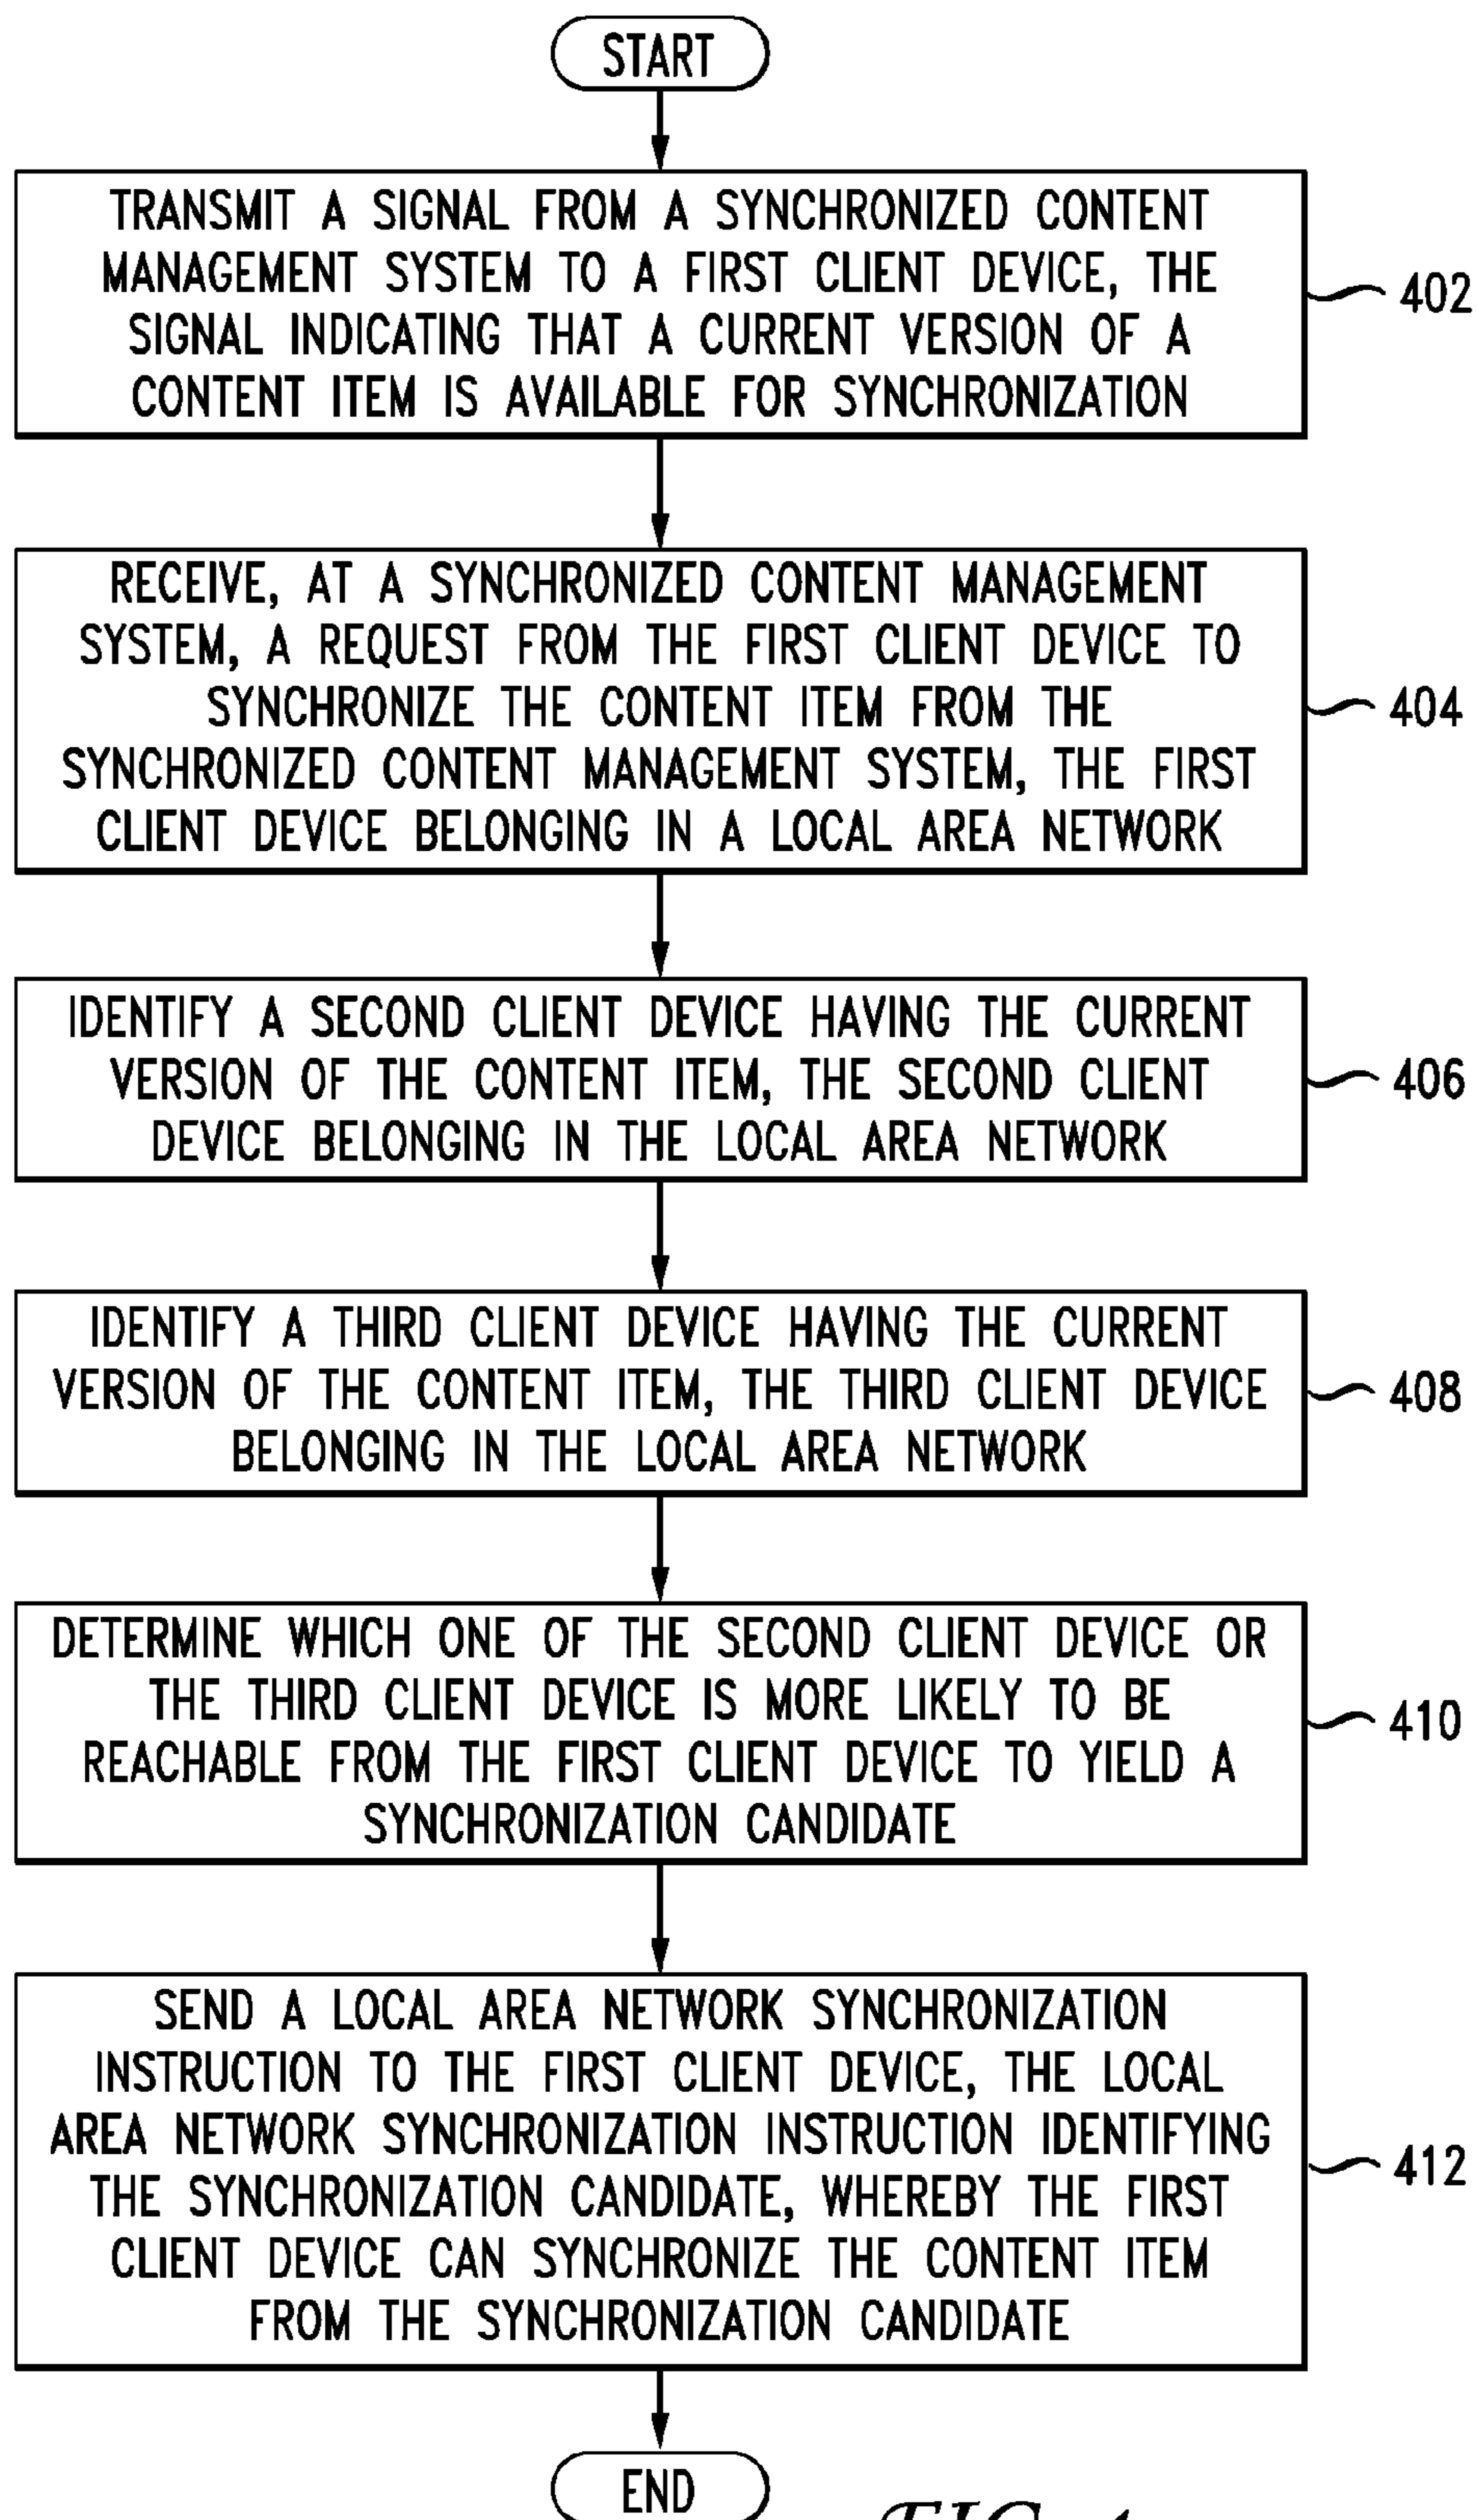 START
TRANSMIT A SIGNAL FROM A SYNCHRONIZED CONTENT
MANAGEMENT SYSTEM TO A FIRST CLIENT DEVICE, THE
SIGNAL INDICATING THAT A CURRENT VERSION OF A
CONTENT ITEM IS AVAILABLE FOR SYNCHRONIZATION
402
RECEIVE, AT A SYNCHRONIZED CONTENT MANAGEMENT
SYSTEM, A REQUEST FROM THE FIRST CLIENT DEVICE TO
SYNCHRONIZE THE CONTENT ITEM FROM THE
SYNCHRONIZED CONTENT MANAGEMENT SYSTEM, THE FIRST
CLIENT DEVICE BELONGING IN A LOCAL AREA NETWORK
404
IDENTIFY A SECOND CLIENT DEVICE HAVING THE CURRENT
VERSION OF THE CONTENT ITEM, THE SECOND CLIENT
DEVICE BELONGING IN THE LOCAL AREA NETWORK
406
IDENTIFY A THIRD CLIENT DEVICE HAVING THE CURRENT
VERSION OF THE CONTENT ITEM, THE THIRD CLIENT DEVICE
BELONGING IN THE LOCAL AREA NETWORK
408
DETERMINE WHICH ONE OF THE SECOND CLIENT DEVICE OR
THE THIRD CLIENT DEVICE IS MORE LIKELY TO BE
REACHABLE FROM THE FIRST CLIENT DEVICE TO YIELD A
SYNCHRONIZATION CANDIDATE
410
SEND A LOCAL AREA NETWORK SYNCHRONIZATION
INSTRUCTION TO THE FIRST CLIENT DEVICE, THE LOCAL
AREA NETWORK SYNCHRONIZATION INSTRUCTION IDENTIFYING
THE SYNCHRONIZATION CANDIDATE, WHEREBY THE FIRST
CLIENT DEVICE CAN SYNCHRONIZE THE CONTENT ITEM
FROM THE SYNCHRONIZATION CANDIDATE
412
END